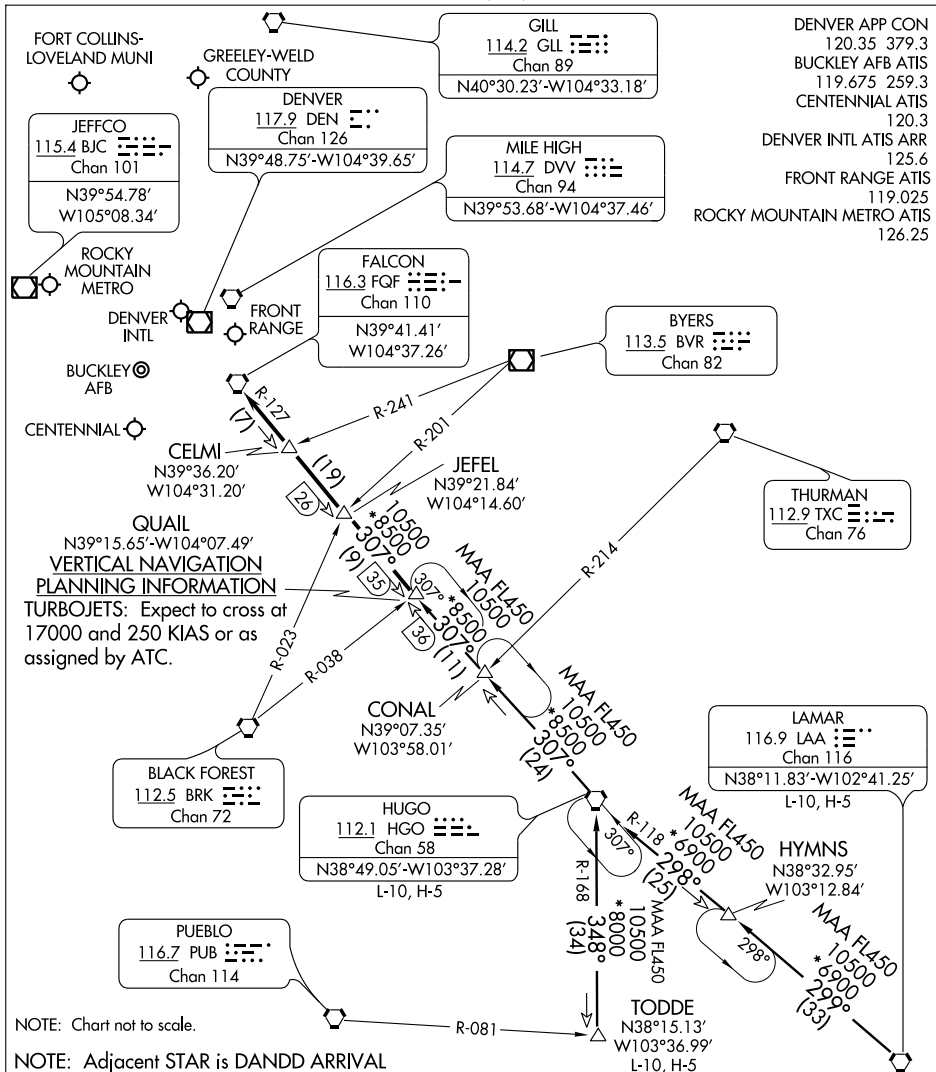 GILL
114.2 GLL
Chan 89
N40°30.23'-W104°33.18'
DENVER APP CON
120.35 379.3
BUCKLEY AFB ATIS
119.675 259.3
CENTENNIAL ATIS
120.3
DENVER INTL ATIS ARR
125.6
FRONT RANGE ATIS
119.025
ROCKY MOUNTAIN METRO ATIS
126.25
FORT COLLINS-
LOVELAND MUNI
GREELEY-WELD
COUNTY
JEFFCO
115.4 BJC
Chan 101
N39°54.78'
W105°08.34'
DENVER
117.9 DEN
Chan 126
N39°48.75'-W104°39.65'
MILE HIGH
114.7 DVV
Chan 94
N39°53.68'-W104°37.46'
ROCKY
MOUNTAIN
METRO
DENVER
INTL
FRONT
RANGE
FALCON
116.3 FQF
Chan 110
N39°41.41'
W104°37.26'
BYERS
113.5 BVR
Chan 82
BUCKLEY
AFB
CENTENNIAL
R-127
(7)
R-241
R-201
CELMI
N39°36.20'
W104°31.20'
(19)
26
JEFEL
N39°21.84'
W104°14.60'
THURMAN
112.9 TXC
Chan 76
R-214
QUAIL
N39°15.65'-W104°07.49'
VERTICAL NAVIGATION
PLANNING INFORMATION
TURBOJETS: Expect to cross at
17000 and 250 KIAS or as
assigned by ATC.
10500
*8500
307°
(9)
35
307°
36
MAA FL450
10500
*8500
307°
(11)
R-023
R-038
CONAL
N39°07.35'
W103°58.01'
MAA FL450
10500
*8500
307°
(24)
BLACK FOREST
112.5 BRK
Chan 72
HUGO
112.1 HGO
Chan 58
N38°49.05'-W103°37.28'
L-10, H-5
307°
LAMAR
116.9 LAA
Chan 116
N38°11.83'-W102°41.25'
L-10, H-5
R-118
MAA FL450
10500
*6900
298°
(25)
HYMNS
N38°32.95'
W103°12.84'
298°
MAA FL450
10500
*6900
299°
(33)
R-168
MAA FL450
10500
*8000
348°
(34)
PUEBLO
116.7 PUB
Chan 114
R-081
TODDE
N38°15.13'
W103°36.99'
L-10, H-5
NOTE: Chart not to scale.
NOTE: Adjacent STAR is DANDD ARRIVAL